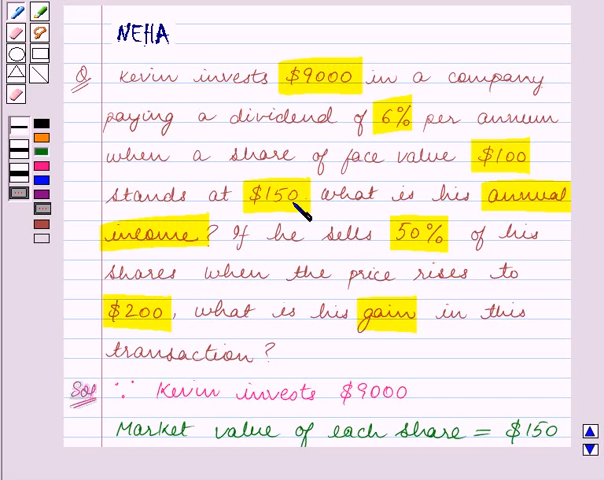 NEHA
Q Kevin invests $9000 in a company
paying a dividend of 6% per annum
when a share of face value $100
stands at $150 what is his annual
income? If he sells 50% of his
shares when the price rises to
$200, what is his gain in this
transaction?
Sol ∵ Kevin invests $9000
Market value of each share = $150